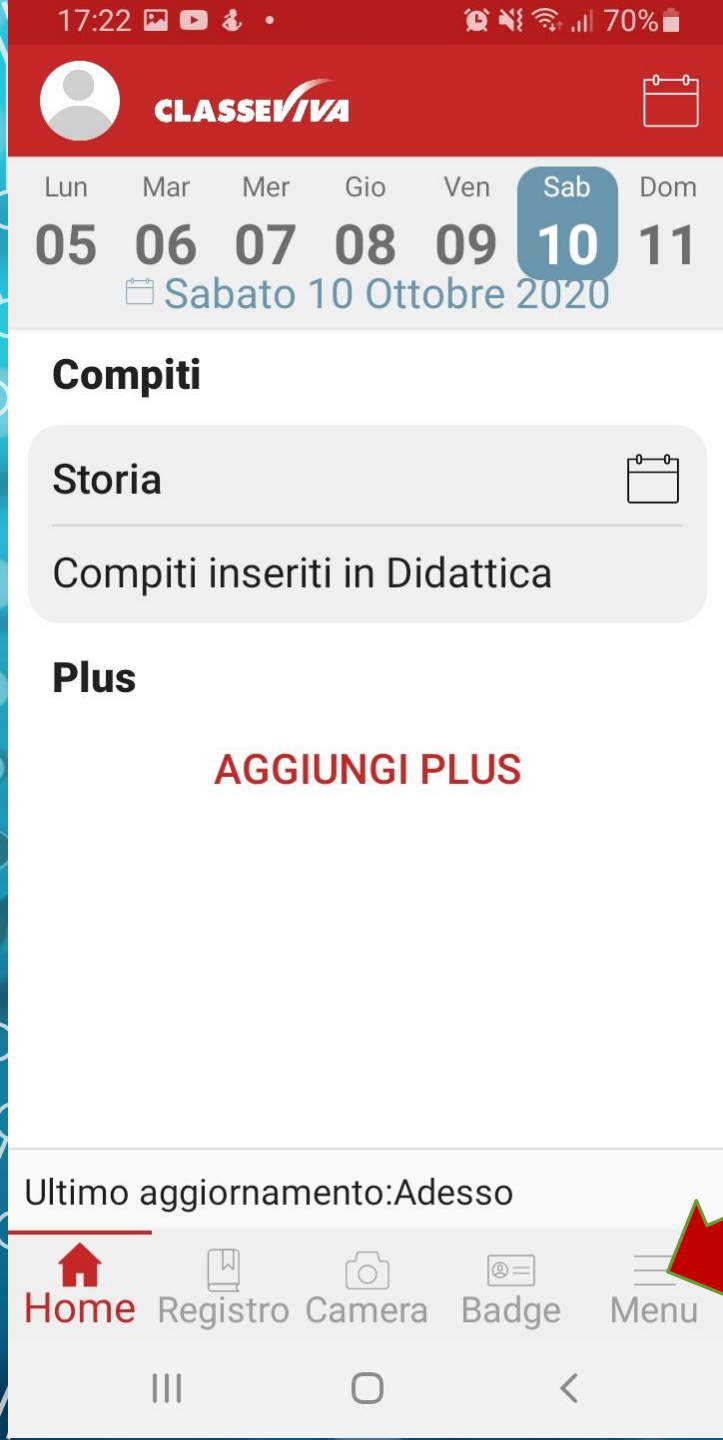 17:22 70%
CLASSEVIVA
Lun Mar Mer Gio Ven Sab Dom
05 06 07 08 09 10 11
Sabato 10 Ottobre 2020
Compiti
Storia
Compiti inseriti in Didattica
Plus
AGGIUNGI PLUS
Ultimo aggiornamento:Adesso
Home Registro Camera Badge Menu